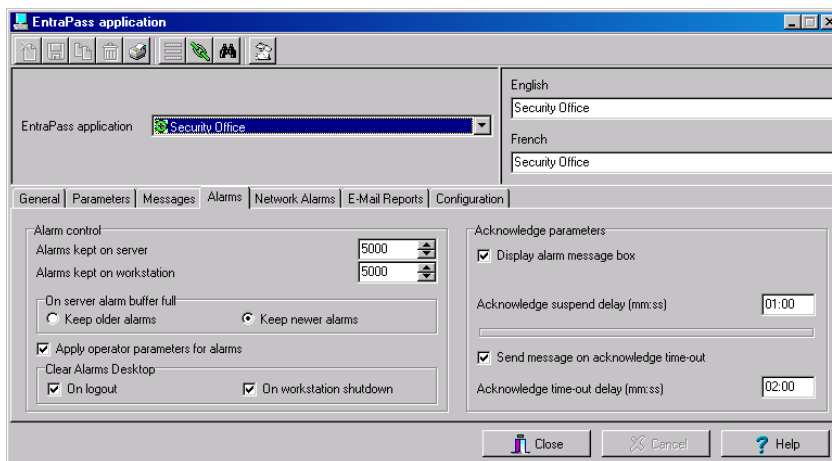 EntraPass application
English
Security Office
EntraPass application Security Office
French
Security Office
General Parameters Messages Alarms Network Alarms E-Mail Reports Configuration
Alarm control
Alarms kept on server 5000
Alarms kept on workstation 5000
On server alarm buffer full
Keep older alarms Keep newer alarms
Apply operator parameters for alarms
Clear Alarms Desktop
On logout On workstation shutdown
Acknowledge parameters
Display alarm message box
Acknowledge suspend delay (mm:ss) 01:00
Send message on acknowledge time-out
Acknowledge time-out delay (mm:ss) 02:00
Close Cancel Help